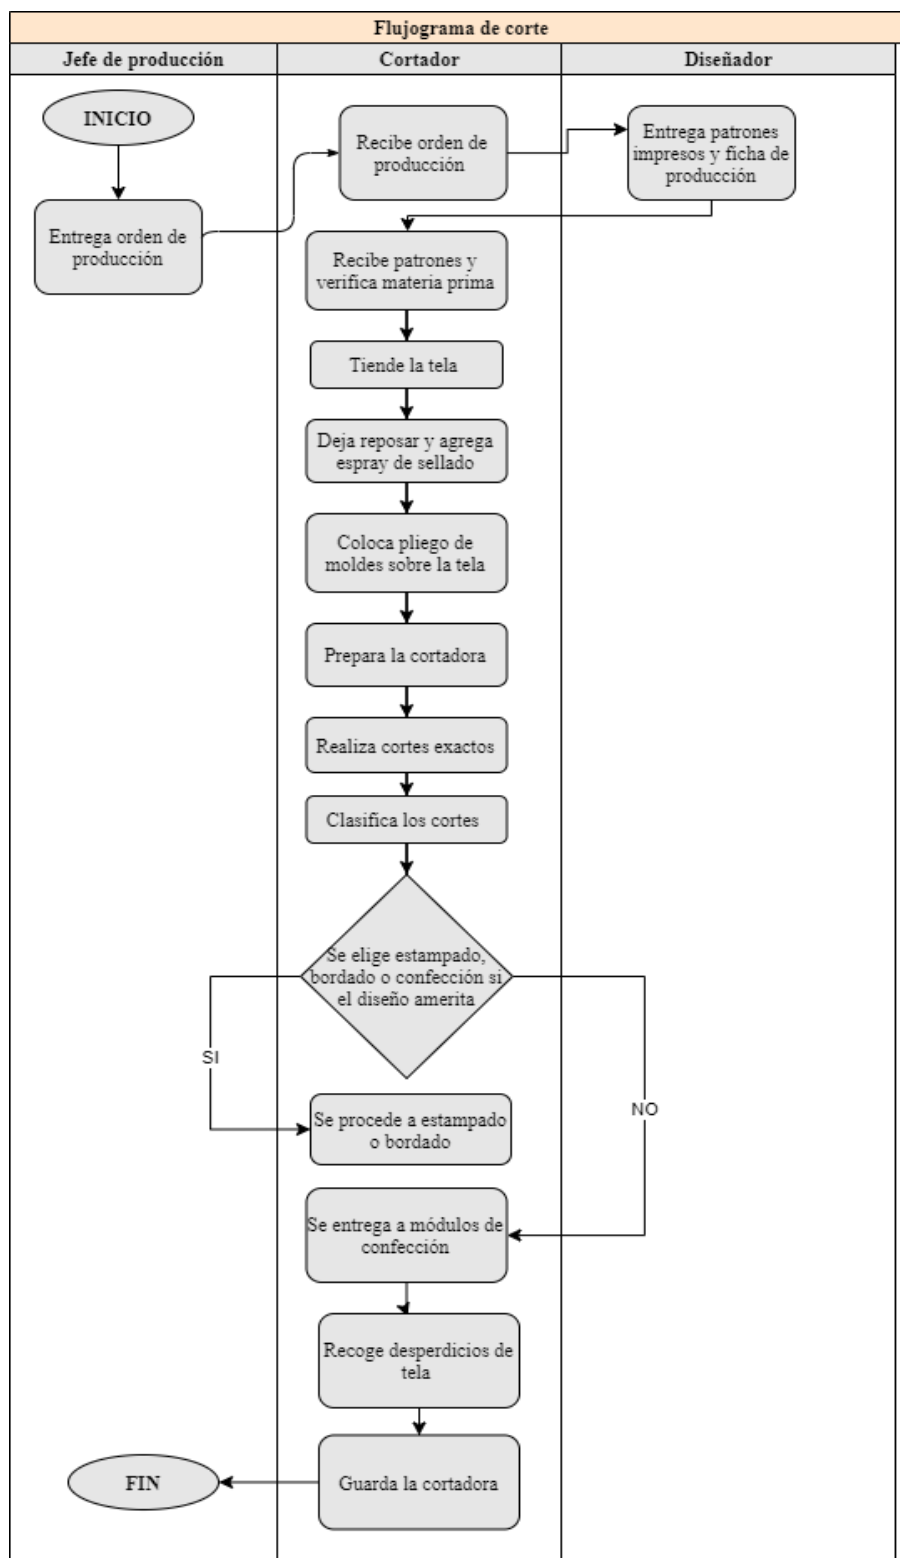 Flujograma de corte
Jefe de producción
Cortador
Diseñador
INICIO
Entrega orden de
producción
Recibe orden de
producción
Entrega patrones
impresos y ficha de
producción
Recibe patrones y
verifica materia prima
Tiende la tela
Deja reposar y agrega
espray de sellado
Coloca pliego de
moldes sobre la tela
Prepara la cortadora
Realiza cortes exactos
Clasifica los cortes
Se elige estampado,
bordado o confección si
el diseño amerita
SI
NO
Se procede a estampado
o bordado
Se entrega a módulos de
confección
Recoge desperdicios de
tela
Guarda la cortadora
FIN